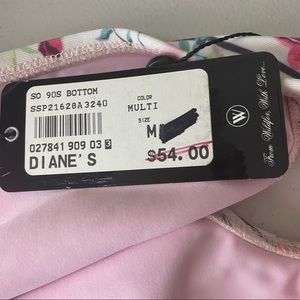 SO 90S BOTTOM
SSP21628A3240
COLOR
MULTI
SIZE
M
027841 909 03 3
DIANE'S
$54.00
W
From Wildfox, With Love...